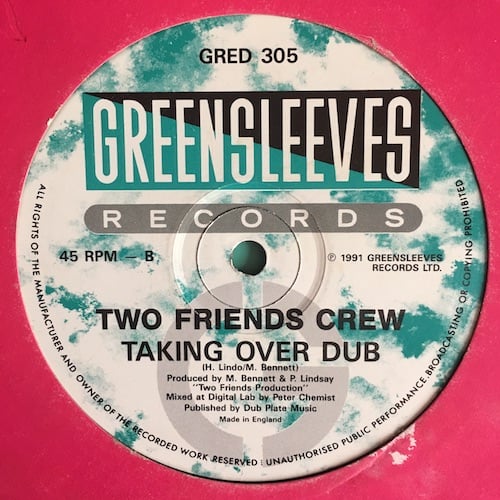 GRED 305
GREENSLEEVES
RECORDS
45 RPM — B
℗ 1991 GREENSLEEVES
RECORDS LTD.
TWO FRIENDS CREW
TAKING OVER DUB
(H. Lindo/M. Bennett)
Produced by M. Bennett & P. Lindsay
"Two Friends Production"
Mixed at Digital Lab by Peter Chemist
Published by Dub Plate Music
Made in England
ALL RIGHTS OF THE MANUFACTURER AND OWNER OF THE RECORDED WORK RESERVED. UNAUTHORISED PUBLIC PERFORMANCE, BROADCASTING OR COPYING PROHIBITED